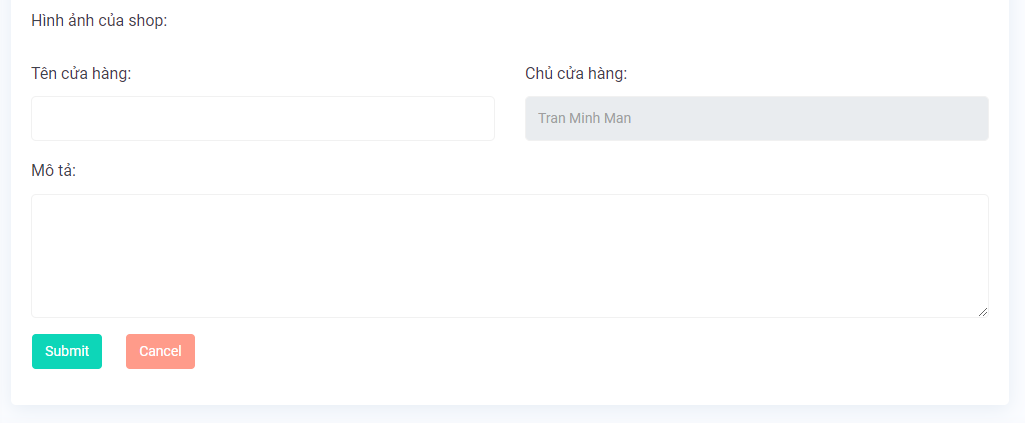 Hình ảnh của shop:
Tên cửa hàng:
Chủ cửa hàng:
Tran Minh Man
Mô tả:
Submit
Cancel